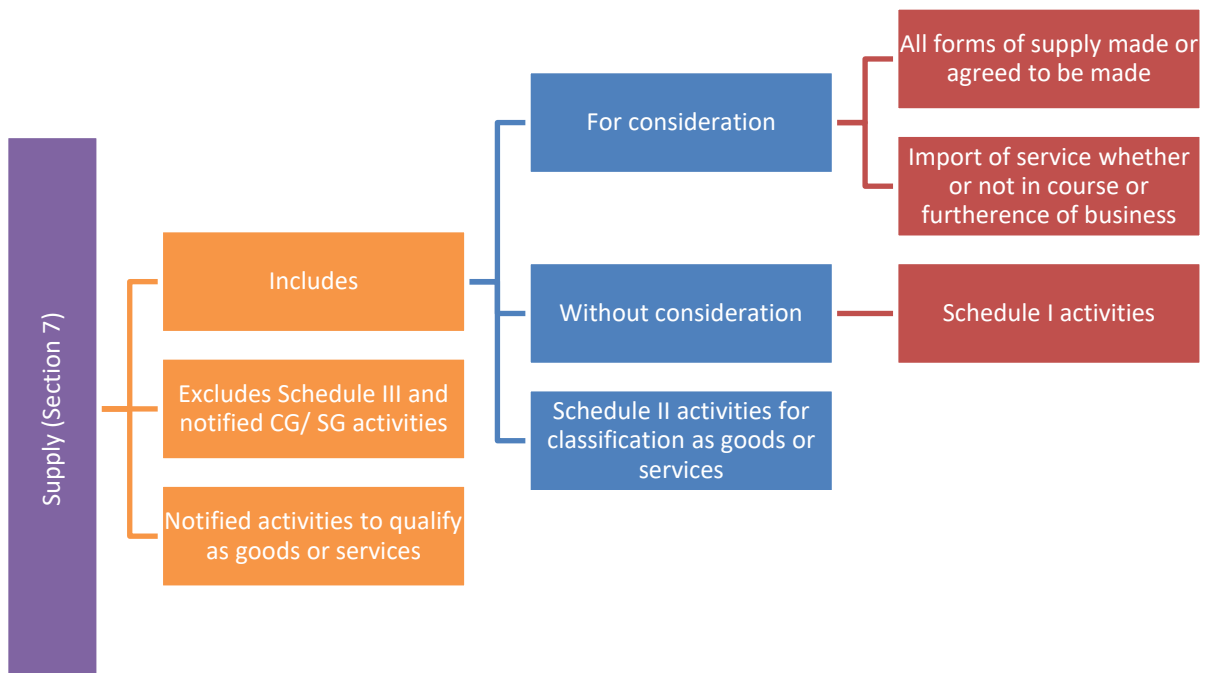 Supply (Section 7)
Includes
Excludes Schedule III and
notified CG/ SG activities
Notified activities to qualify
as goods or services
For consideration
Without consideration
Schedule II activities for
classification as goods or
services
All forms of supply made or
agreed to be made
Import of service whether
or not in course or
furtherence of business
Schedule I activities